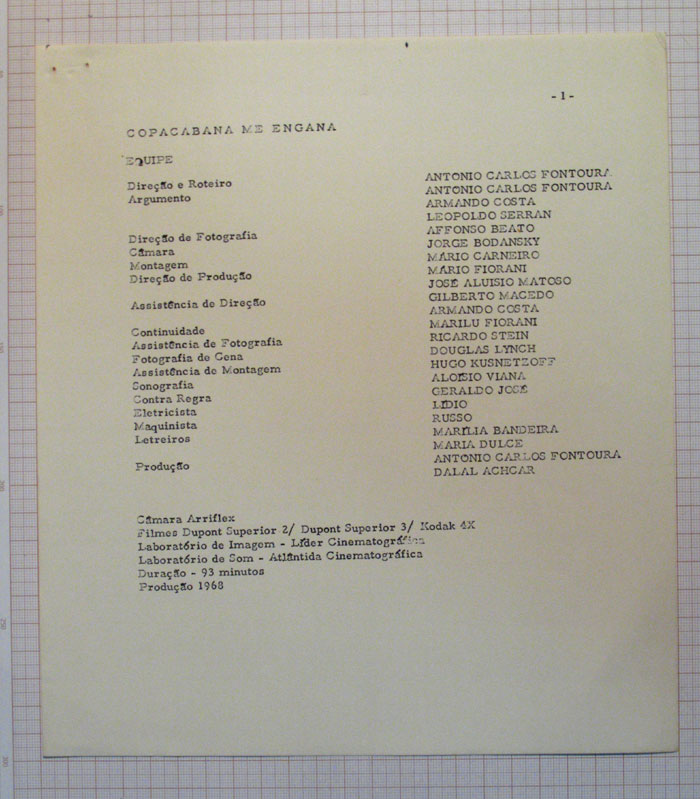 -1-
COPACABANA ME ENGANA
EQUIPE
Direção e Roteiro ANTONIO CARLOS FONTOURA
Argumento ANTONIO CARLOS FONTOURA
ARMANDO COSTA
LEOPOLDO SERRAN
Direção de Fotografia AFFONSO BEATO
Câmara JORGE BODANSKY
Montagem MÁRIO CARNEIRO
Direção de Produção MÁRIO FIORANI
JOSÉ ALUISIO MATOSO
Assistência de Direção GILBERTO MACEDO
ARMANDO COSTA
Continuidade MARILU FIORANI
Assistência de Fotografia RICARDO STEIN
Fotografia de Cena DOUGLAS LYNCH
Assistência de Montagem HUGO KUSNETZOFF
Sonografia ALOÍSIO VIANA
Contra Regra GERALDO JOSÉ
Eletricista LÍDIO
Maquinista RUSSO
Letreiros MARÍLIA BANDEIRA
MARIA DULCE
Produção ANTONIO CARLOS FONTOURA
DALAL ACHCAR
Câmara Arriflex
Filmes Dupont Superior 2/ Dupont Superior 3/ Kodak 4X
Laboratório de Imagem - Líder Cinematográfica
Laboratório de Som - Atlântida Cinematográfica
Duração - 93 minutos
Produção 1968